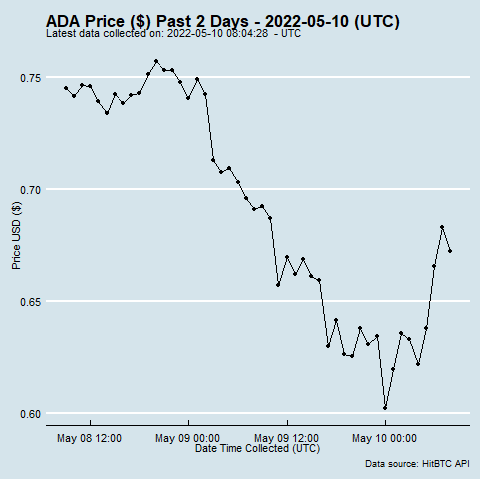 ADA Price ($) Past 2 Days - 2022-05-10 (UTC)
Latest data collected on: 2022-05-10 08:04:28 - UTC
0.75
0.70
0.65
0.60
Price USD ($)
May 08 12:00
May 09 00:00
May 09 12:00
May 10 00:00
Date Time Collected (UTC)
Data source: HitBTC API